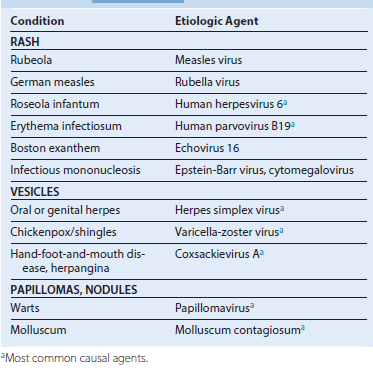 Condition Etiologic Agent
RASH
Rubeola Measles virus
German measles Rubella virus
Roseola infantum Human herpesvirus 6a
Erythema infectiosum Human parvovirus B19a
Boston exanthem Echovirus 16
Infectious mononucleosis Epstein-Barr virus, cytomegalovirus
VESICLES
Oral or genital herpes Herpes simplex virusa
Chickenpox/shingles Varicella-zoster virusa
Hand-foot-and-mouth dis- Coxsackievirus Aa
ease, herpangina
PAPILLOMAS, NODULES
Warts Papillomavirusa
Molluscum Molluscum contagiosuma
aMost common causal agents.